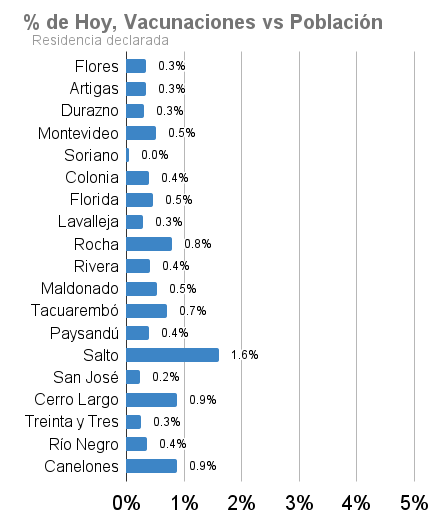 % de Hoy, Vacunaciones vs Población
Residencia declarada
Flores 0.3%
Artigas 0.3%
Durazno 0.3%
Montevideo 0.5%
Soriano 0.0%
Colonia 0.4%
Florida 0.5%
Lavalleja 0.3%
Rocha 0.8%
Rivera 0.4%
Maldonado 0.5%
Tacuarembó 0.7%
Paysandú 0.4%
Salto 1.6%
San José 0.2%
Cerro Largo 0.9%
Treinta y Tres 0.3%
Río Negro 0.4%
Canelones 0.9%
0% 1% 2% 3% 4% 5%